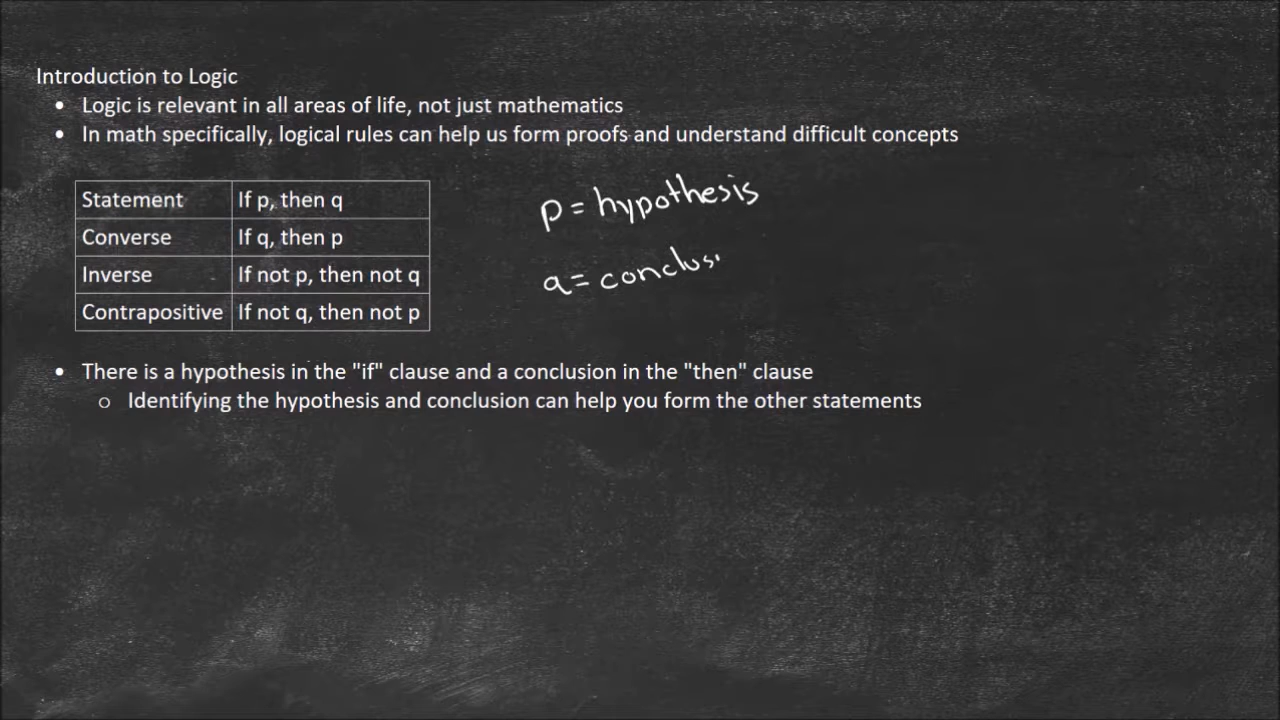 Introduction to Logic
• Logic is relevant in all areas of life, not just mathematics
• In math specifically, logical rules can help us form proofs and understand difficult concepts
Statement If p, then q
Converse If q, then p
Inverse If not p, then not q
Contrapositive If not q, then not p
p = hypothesis
q = conclusi
• There is a hypothesis in the "if" clause and a conclusion in the "then" clause
o Identifying the hypothesis and conclusion can help you form the other statements